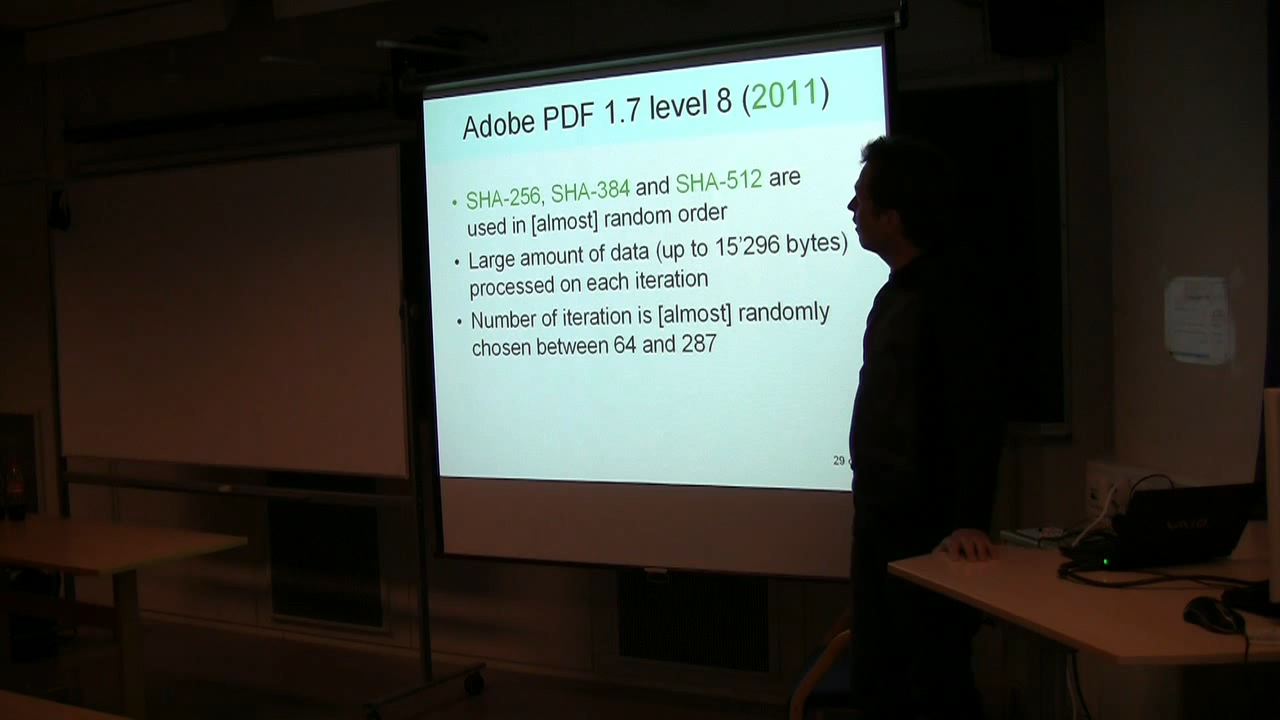 Adobe PDF 1.7 level 8 (2011)
• SHA-256, SHA-384 and SHA-512 are
used in [almost] random order
• Large amount of data (up to 15’296 bytes)
processed on each iteration
• Number of iteration is [almost] randomly
chosen between 64 and 287
29
VAIO